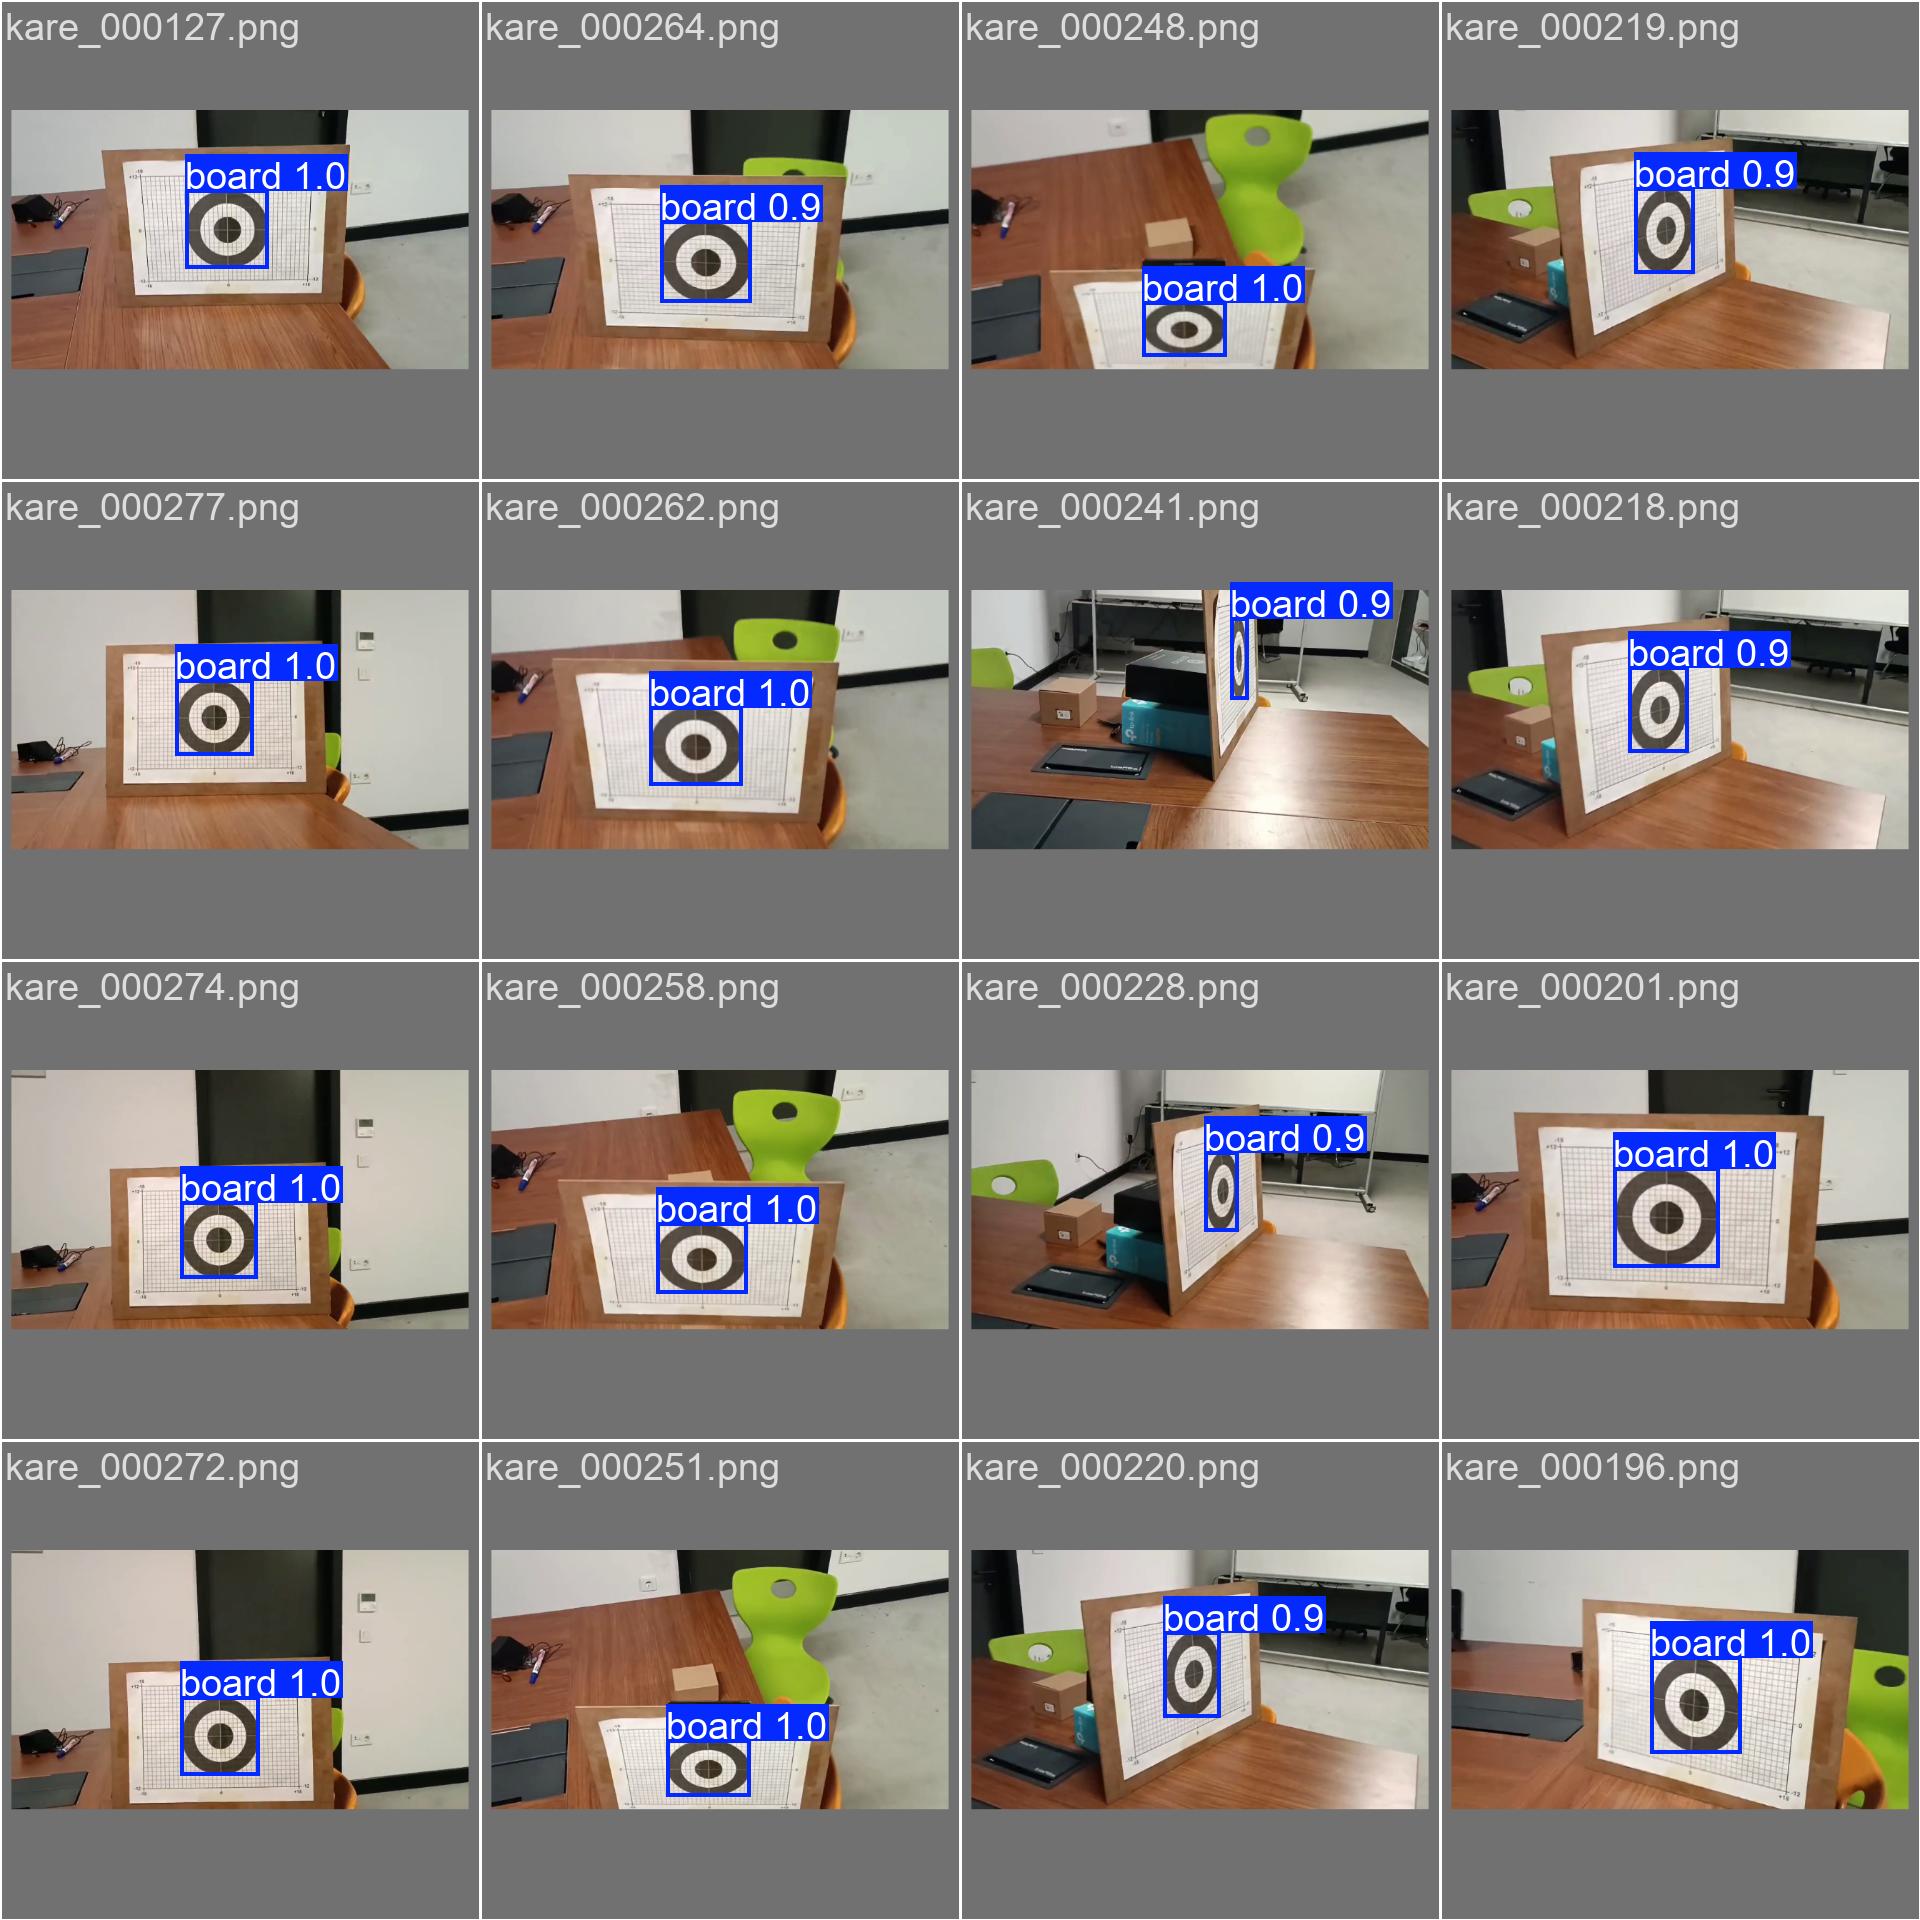 kare_000127.png
kare_000264.png
kare_000248.png
kare_000219.png
board 1.0
board 0.9
board 1.0
board 0.9
kare_000277.png
kare_000262.png
kare_000241.png
kare_000218.png
board 1.0
board 1.0
board 0.9
board 0.9
kare_000274.png
kare_000258.png
kare_000228.png
kare_000201.png
board 1.0
board 1.0
board 0.9
board 1.0
kare_000272.png
kare_000251.png
kare_000220.png
kare_000196.png
board 1.0
board 1.0
board 0.9
board 1.0